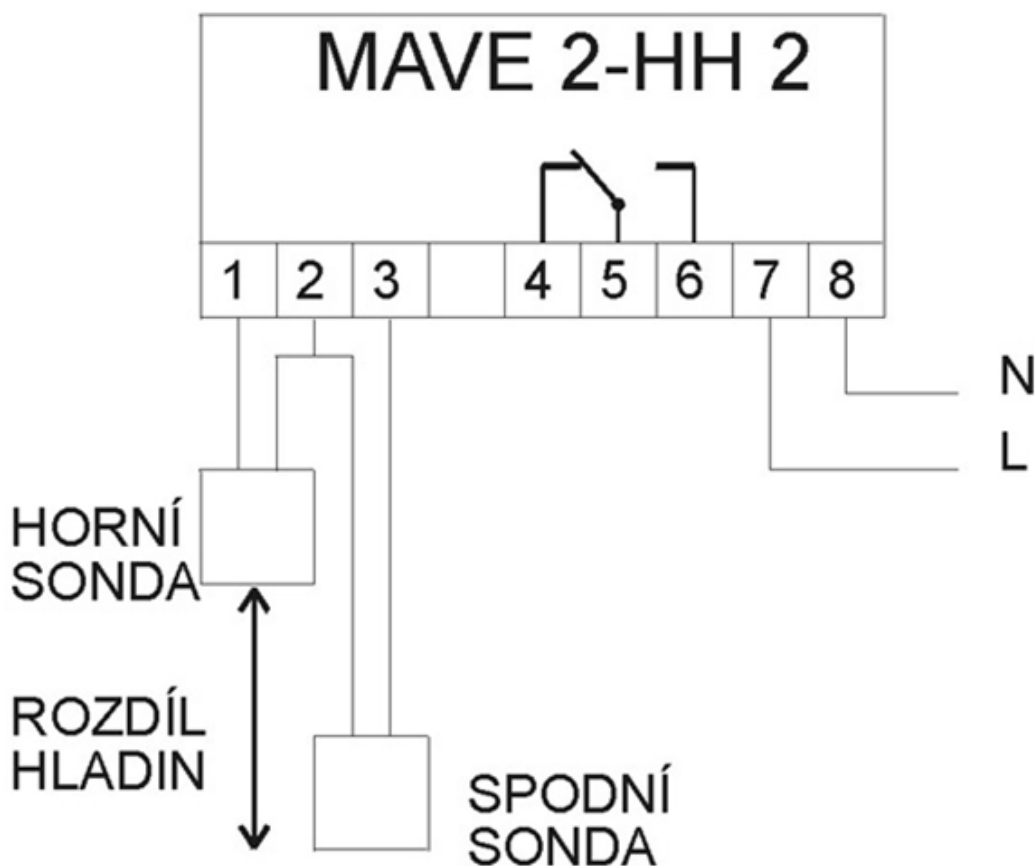 MAVE 2-HH 2
1 2 3 4 5 6 7 8
N
L
HORNÍ
SONDA
ROZDÍL
HLADIN
SPODNÍ
SONDA